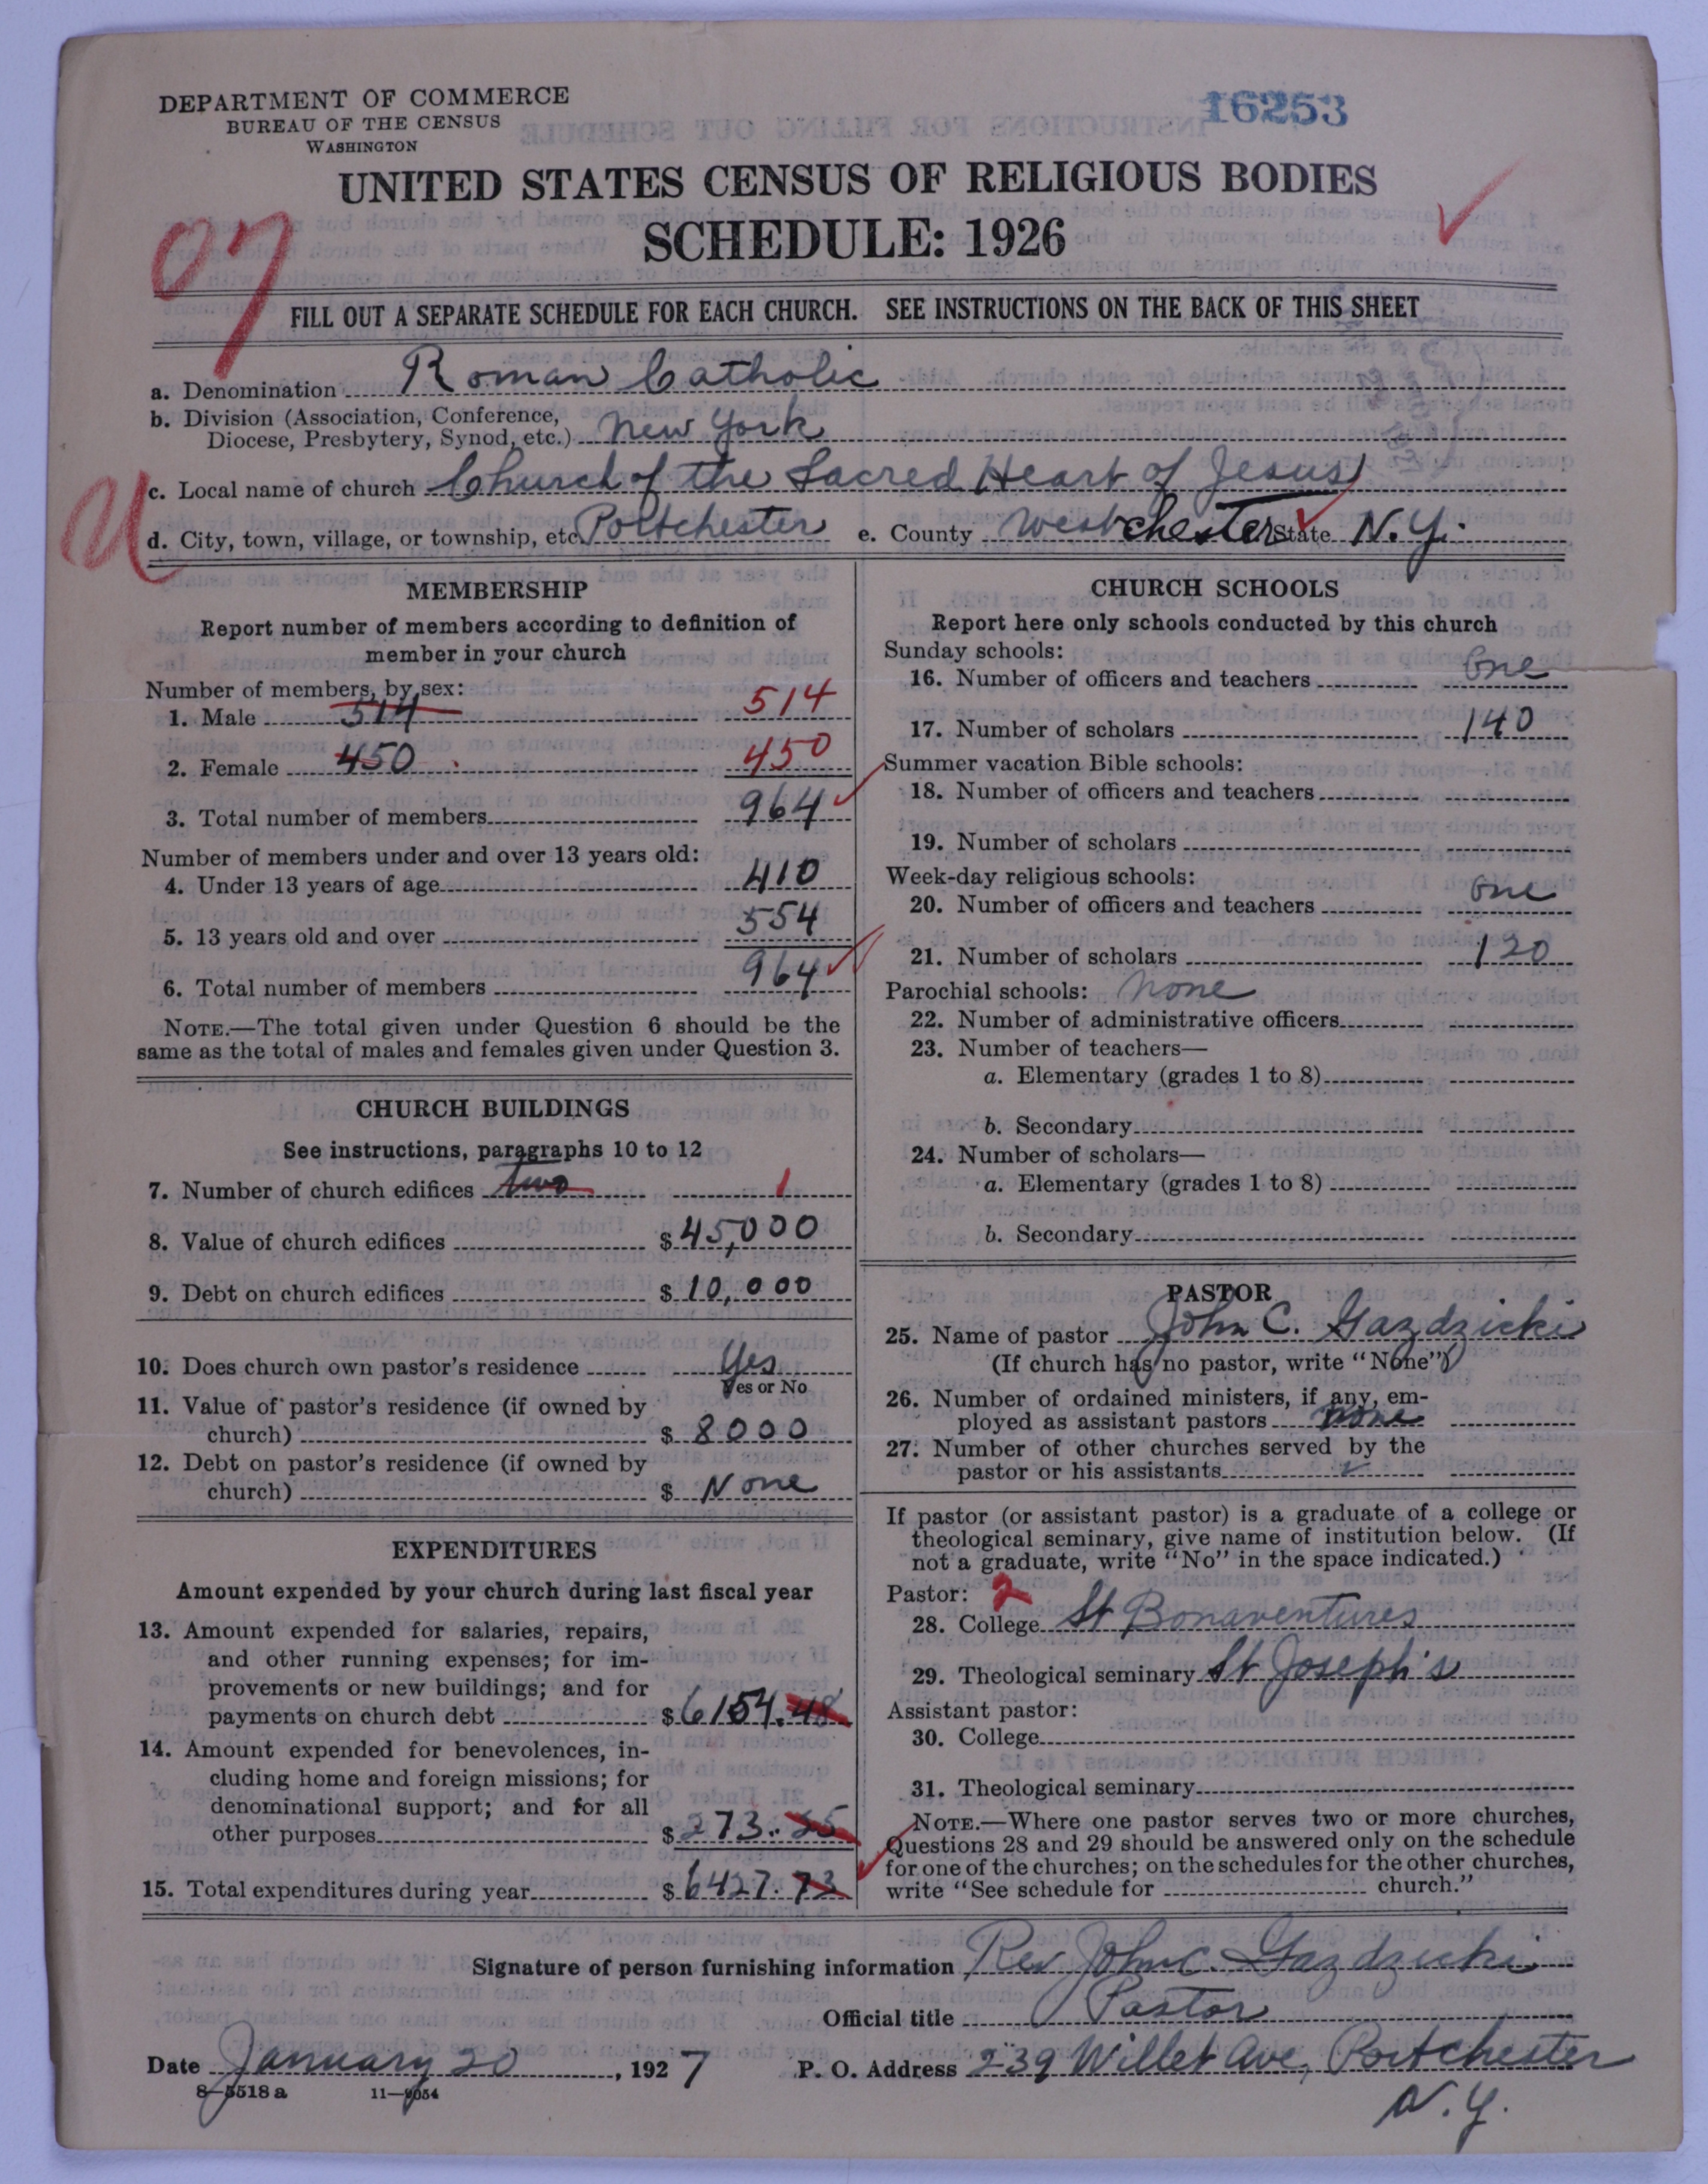 DEPARTMENT OF COMMERCE
BUREAU OF THE CENSUS
WASHINGTON
16253
UNITED STATES CENSUS OF RELIGIOUS BODIES
SCHEDULE: 1926
07
FILL OUT A SEPARATE SCHEDULE FOR EACH CHURCH. SEE INSTRUCTIONS ON THE BACK OF THIS SHEET
a. Denomination Roman Catholic
b. Division (Association, Conference,
Diocese, Presbytery, Synod, etc.) New York
c. Local name of church Church of the Sacred Heart of Jesus
U
d. City, town, village, or township, etc. Portchester e. County Westchester State N.Y.
MEMBERSHIP
Report number of members according to definition of
member in your church
Number of members, by sex:
1. Male 514 514
2. Female 450 450
3. Total number of members 964
Number of members under and over 13 years old:
4. Under 13 years of age 410
5. 13 years old and over 554
6. Total number of members 964
NOTE.—The total given under Question 6 should be the
same as the total of males and females given under Question 3.
CHURCH BUILDINGS
See instructions, paragraphs 10 to 12
7. Number of church edifices two 1
8. Value of church edifices $ 45,000
9. Debt on church edifices $ 10,000
10. Does church own pastor's residence Yes
Yes or No
11. Value of pastor's residence (if owned by
church) $ 8000
12. Debt on pastor's residence (if owned by
church) $ None
EXPENDITURES
Amount expended by your church during last fiscal year
13. Amount expended for salaries, repairs,
and other running expenses; for im-
provements or new buildings; and for
payments on church debt $ 6154.48
14. Amount expended for benevolences, in-
cluding home and foreign missions; for
denominational support; and for all
other purposes $ 273.25
15. Total expenditures during year $ 6427.73
CHURCH SCHOOLS
Report here only schools conducted by this church
Sunday schools:
16. Number of officers and teachers One
17. Number of scholars 140
Summer vacation Bible schools:
18. Number of officers and teachers
19. Number of scholars
Week-day religious schools:
20. Number of officers and teachers One
21. Number of scholars 120
Parochial schools: None
22. Number of administrative officers
23. Number of teachers—
a. Elementary (grades 1 to 8)
b. Secondary
24. Number of scholars—
a. Elementary (grades 1 to 8)
b. Secondary
PASTOR
25. Name of pastor John C. Gazdzicki
(If church has no pastor, write "None")
26. Number of ordained ministers, if any, em-
ployed as assistant pastors none
27. Number of other churches served by the
pastor or his assistants
If pastor (or assistant pastor) is a graduate of a college or
theological seminary, give name of institution below. (If
not a graduate, write "No" in the space indicated.)
Pastor: 2
28. College St Bonaventures
29. Theological seminary St Joseph's
Assistant pastor:
30. College
31. Theological seminary
NOTE.—Where one pastor serves two or more churches,
Questions 28 and 29 should be answered only on the schedule
for one of the churches; on the schedules for the other churches,
write "See schedule for church."
Signature of person furnishing information Rev John C. Gazdzicki
Official title Pastor
Date January 20, 1927 P. O. Address 239 Willet Ave, Portchester
N.Y.
8-5518 a 11-9054